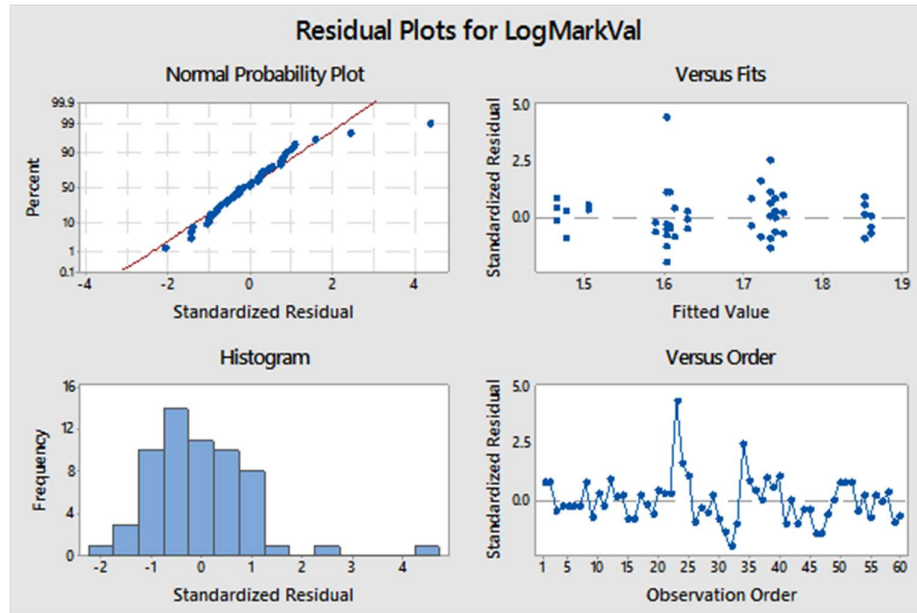 Residual Plots for LogMarkVal
Normal Probability Plot
Percent
99.9
99
90
50
10
1
0.1
-4 -2 0 2 4
Standardized Residual
Versus Fits
Standardized Residual
5.0
2.5
0.0
1.5 1.6 1.7 1.8 1.9
Fitted Value
Histogram
Frequency
16
12
8
4
0
-2 -1 0 1 2 3 4
Standardized Residual
Versus Order
Standardized Residual
5.0
2.5
0.0
1 5 10 15 20 25 30 35 40 45 50 55 60
Observation Order